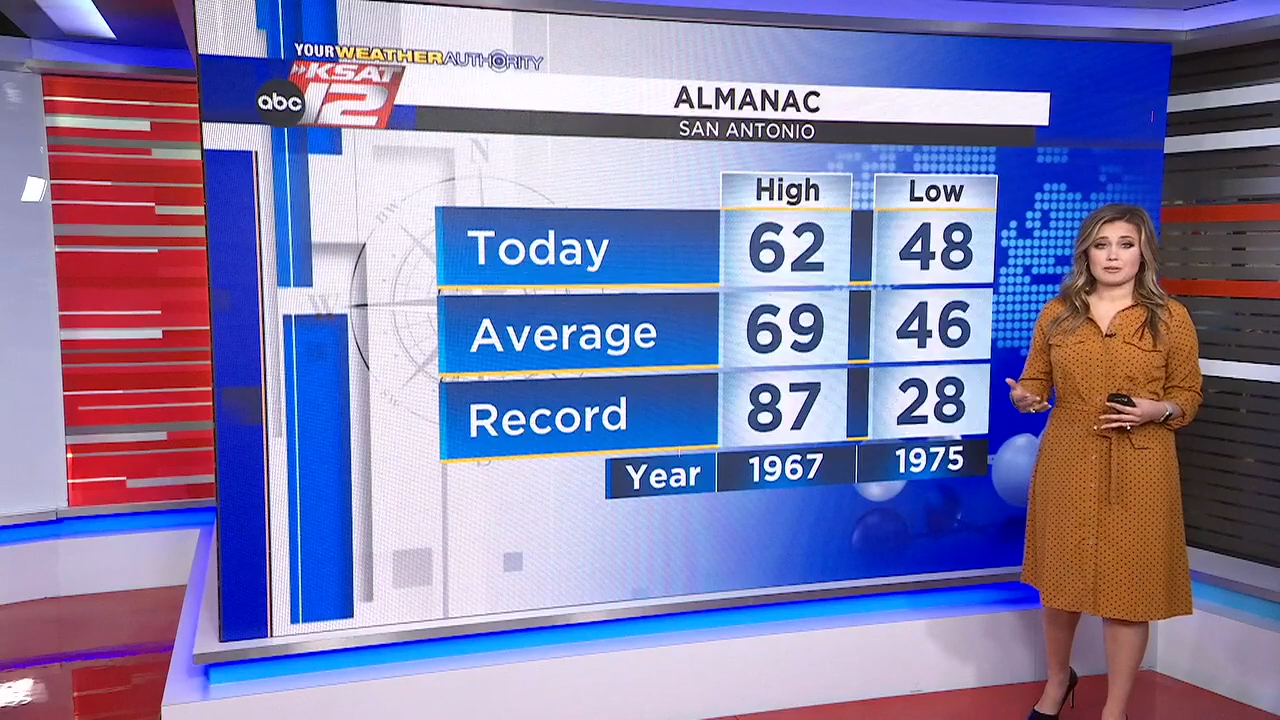 YOUR WEATHER AUTHORITY
KSAT
abc 12
ALMANAC
SAN ANTONIO
N
High Low
Today 62 48
Average 69 46
Record 87 28
Year 1967 1975